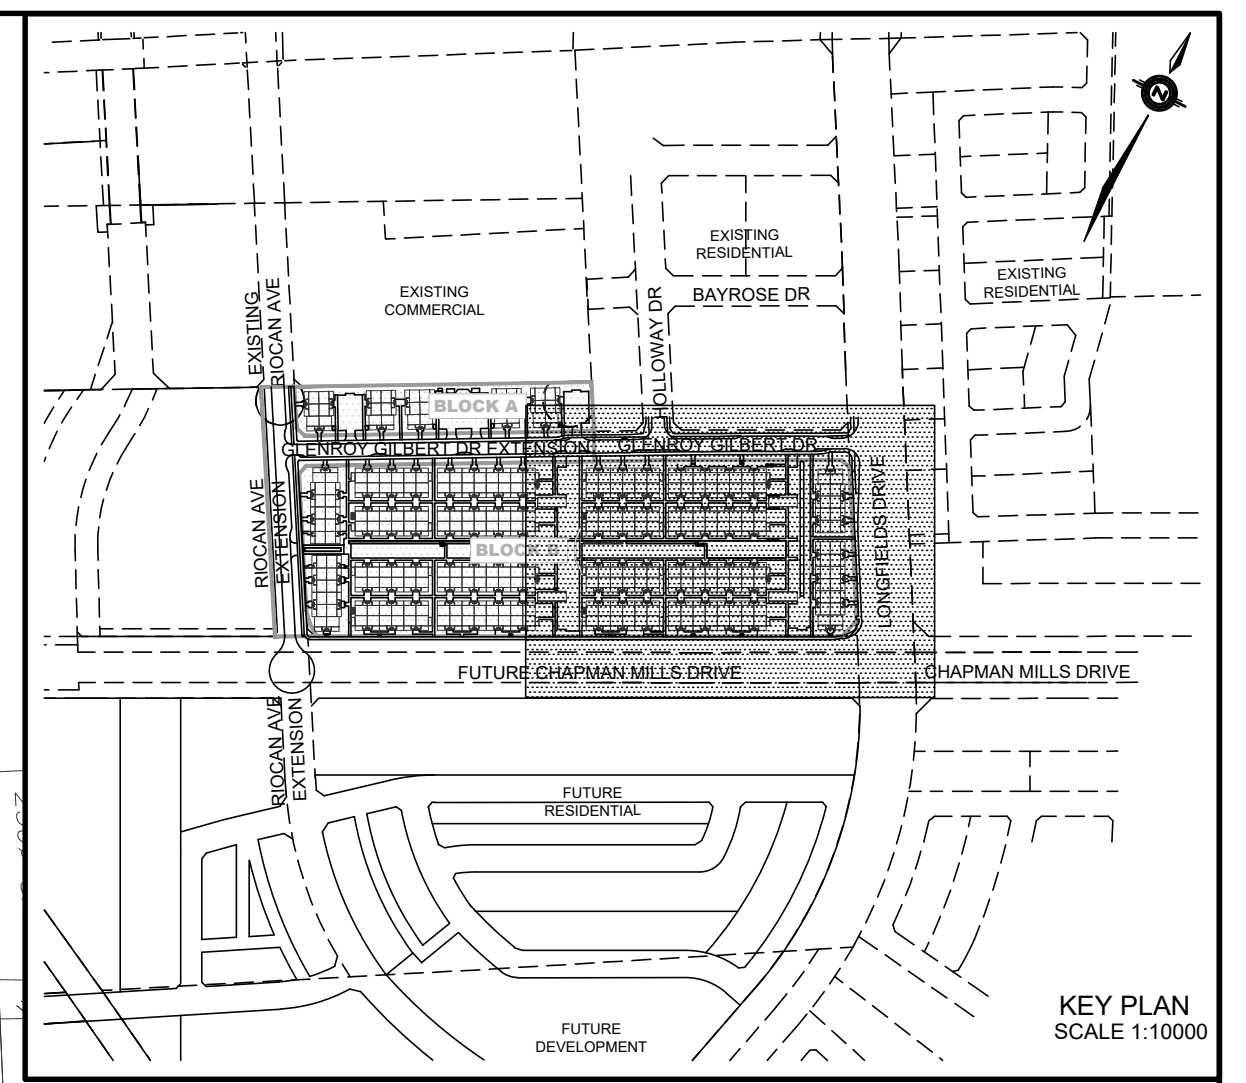 EXISTING
RESIDENTIAL
EXISTING
RESIDENTIAL
EXISTING
COMMERCIAL
BAYROSE DR
HOLLOWAY DR
EXISTING
RIOCAN AVE
BLOCK A
GLENROY GILBERT DR EXTENSION
GLENROY GILBERT DR
RIOCAN AVE
EXTENSION
BLOCK B
LONGFIELDS DRIVE
FUTURE CHAPMAN MILLS DRIVE
CHAPMAN MILLS DRIVE
RIOCAN AVE
EXTENSION
FUTURE
RESIDENTIAL
FUTURE
DEVELOPMENT
N
KEY PLAN
SCALE 1:10000